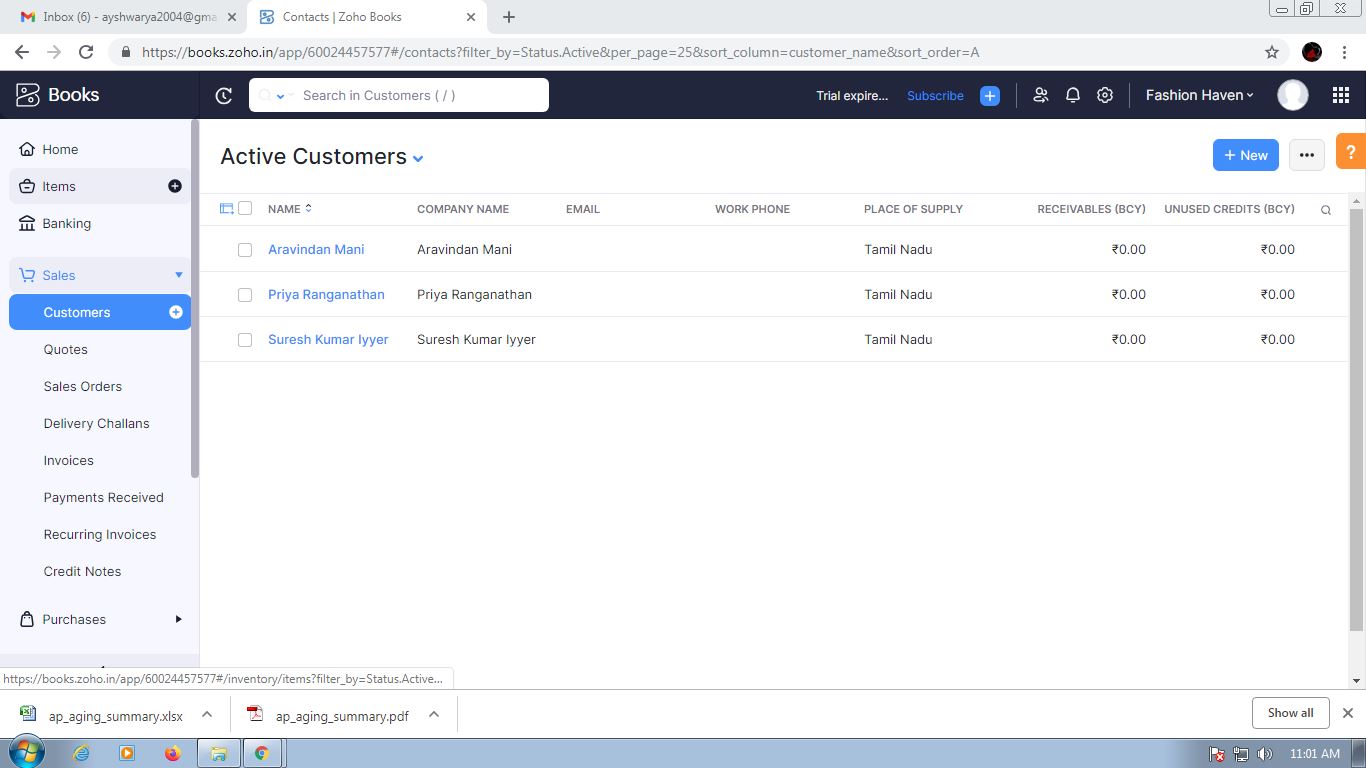 Inbox (6) - ayshwarya2004@gma
Contacts | Zoho Books
https://books.zoho.in/app/60024457577#/contacts?filter_by=Status.Active&per_page=25&sort_column=customer_name&sort_order=A
Books
Search in Customers ( / )
Trial expire...
Subscribe
Fashion Haven
Home
Items
Banking
Sales
Customers
Quotes
Sales Orders
Delivery Challans
Invoices
Payments Received
Recurring Invoices
Credit Notes
Purchases
Active Customers
+ New
?
NAME COMPANY NAME EMAIL WORK PHONE PLACE OF SUPPLY RECEIVABLES (BCY) UNUSED CREDITS (BCY)
Aravindan Mani Aravindan Mani Tamil Nadu ₹0.00 ₹0.00
Priya Ranganathan Priya Ranganathan Tamil Nadu ₹0.00 ₹0.00
Suresh Kumar Iyyer Suresh Kumar Iyyer Tamil Nadu ₹0.00 ₹0.00
https://books.zoho.in/app/60024457577#/inventory/items?filter_by=Status.Active...
ap_aging_summary.xlsx
ap_aging_summary.pdf
Show all
11:01 AM